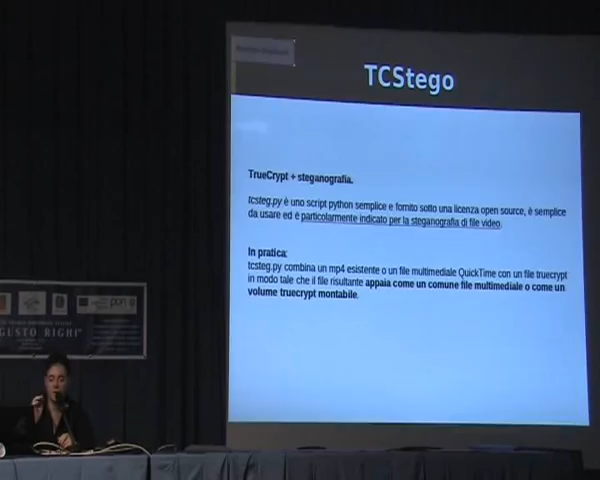 TCStego
TrueCrypt + steganografia.
tcsteg.py è uno script python semplice e fornito sotto una licenza open source, è semplice
da usare ed è particolarmente indicato per la steganografia di file video.
In pratica:
tcsteg.py combina un mp4 esistente o un file multimediale QuickTime con un file truecrypt
in modo tale che il file risultante appaia come un comune file multimediale o come un
volume truecrypt montabile.
pon
GUSTO RIGHI"